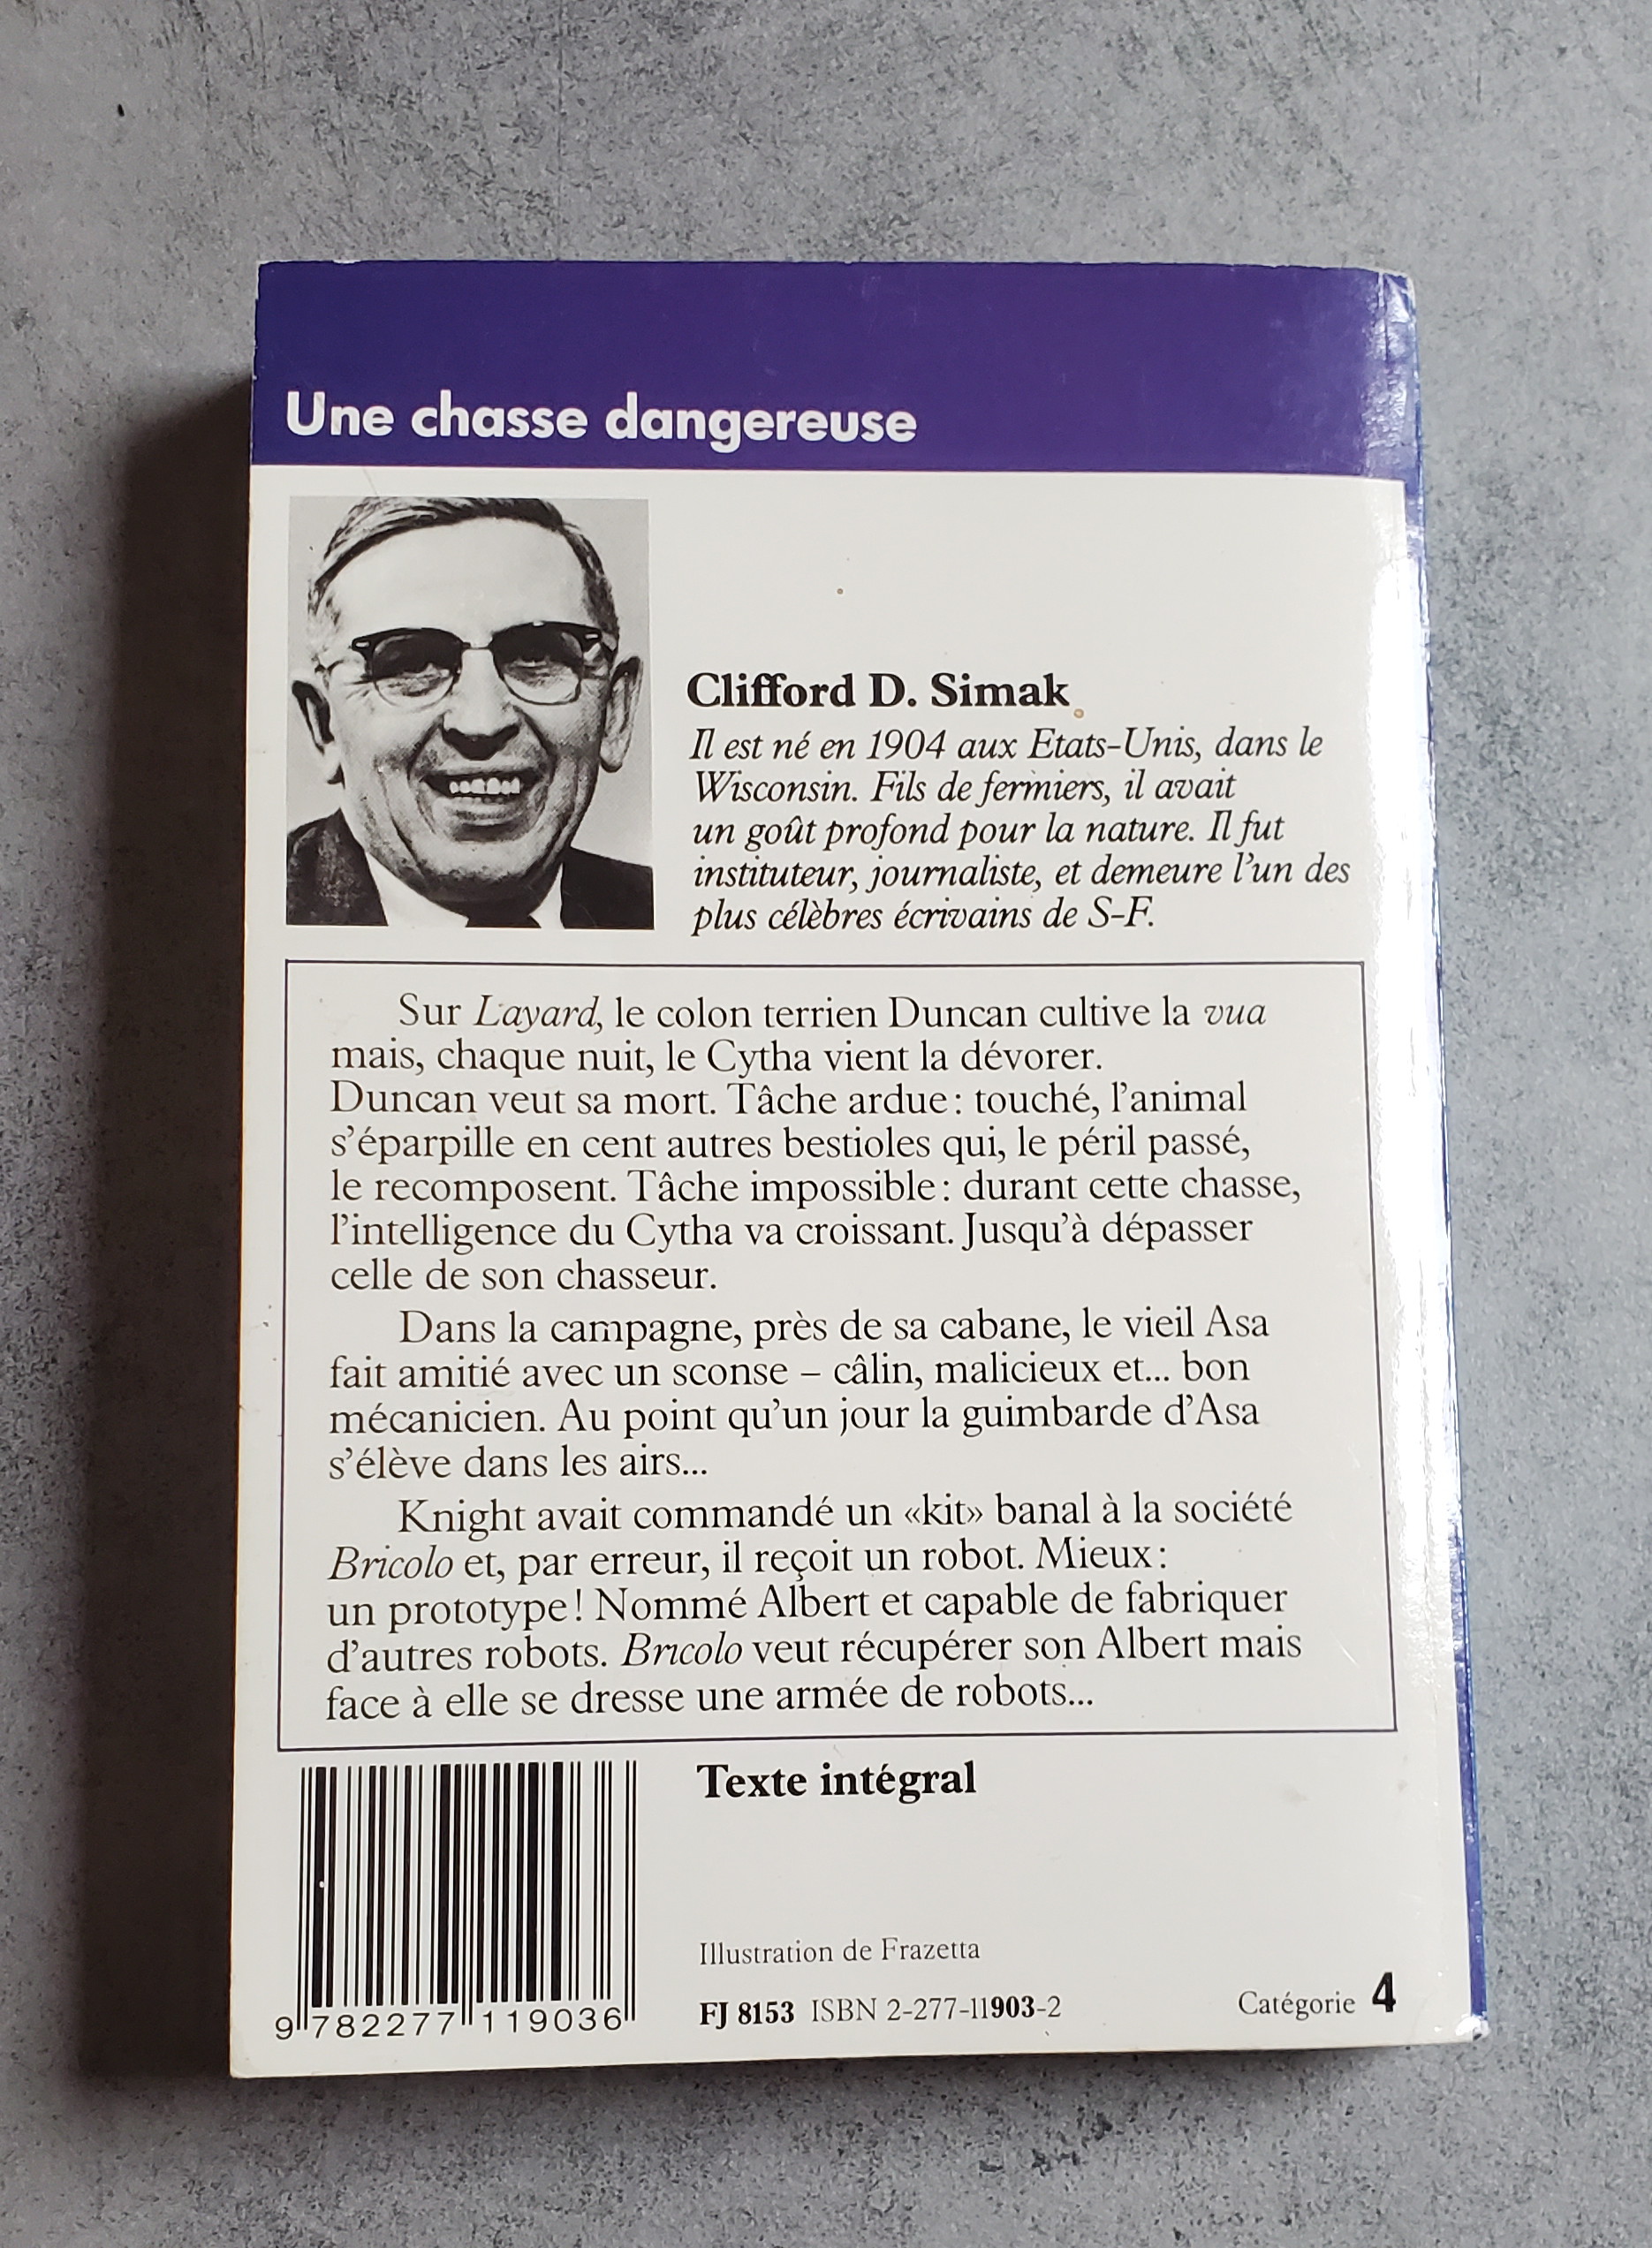 Une chasse dangereuse
Clifford D. Simak
Il est né en 1904 aux Etats-Unis, dans le
Wisconsin. Fils de fermiers, il avait
un goût profond pour la nature. Il fut
instituteur, journaliste, et demeure l'un des
plus célèbres écrivains de S-F.
Sur Layard, le colon terrien Duncan cultive la vua
mais, chaque nuit, le Cytha vient la dévorer.
Duncan veut sa mort. Tâche ardue : touché, l'animal
s'éparpille en cent autres bestioles qui, le péril passé,
le recomposent. Tâche impossible : durant cette chasse,
l'intelligence du Cytha va croissant. Jusqu'à dépasser
celle de son chasseur.
Dans la campagne, près de sa cabane, le vieil Asa
fait amitié avec un sconse – câlin, malicieux et... bon
mécanicien. Au point qu'un jour la guimbarde d'Asa
s'élève dans les airs...
Knight avait commandé un «kit» banal à la société
Bricolo et, par erreur, il reçoit un robot. Mieux :
un prototype ! Nommé Albert et capable de fabriquer
d'autres robots. Bricolo veut récupérer son Albert mais
face à elle se dresse une armée de robots...
Texte intégral
Illustration de Frazetta
FJ 8153 ISBN 2-277-11903-2
Catégorie 4
9 782277 119036